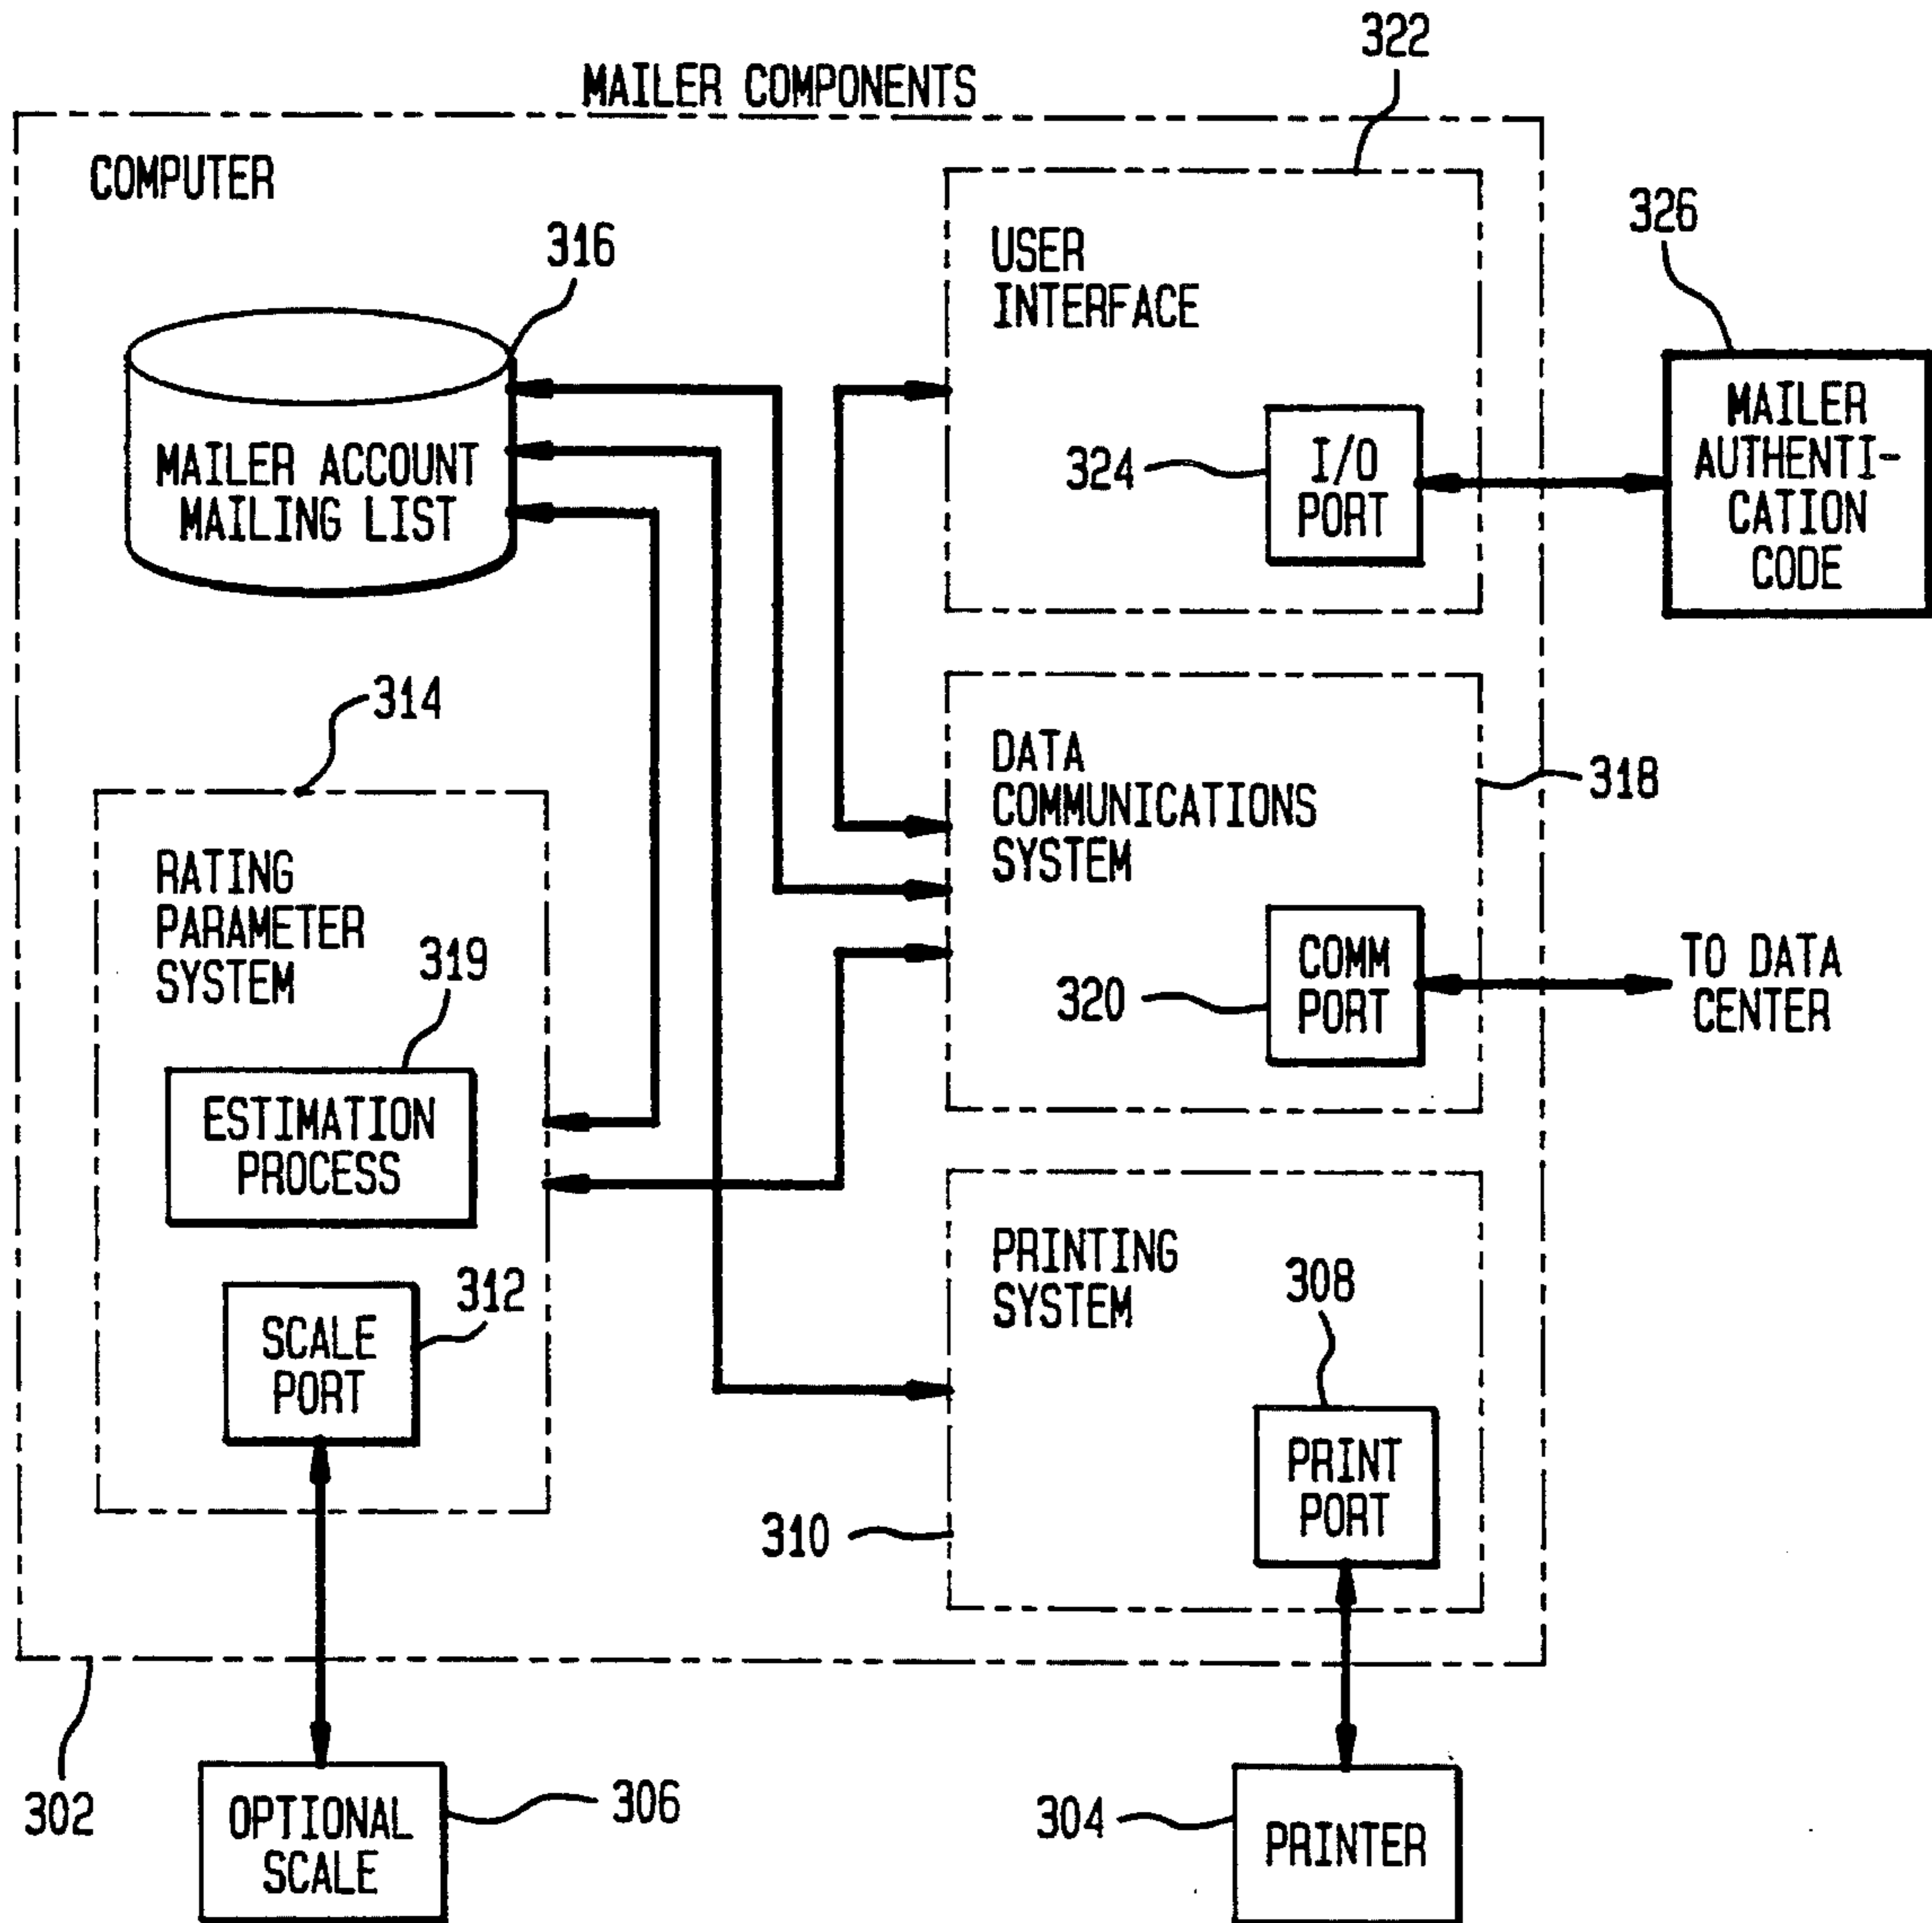 MAILER COMPONENTS
322
COMPUTER
316
USER
INTERFACE
326
MAILER ACCOUNT
MAILING LIST
324
I/O
PORT
MAILER
AUTHENTI-
CATION
CODE
314
DATA
COMMUNICATIONS
SYSTEM
318
RATING
PARAMETER
SYSTEM
319
320
COMM
PORT
TO DATA
CENTER
ESTIMATION
PROCESS
PRINTING
SYSTEM
308
312
SCALE
PORT
PRINT
PORT
310
302
OPTIONAL
SCALE
306
304
PRINTER